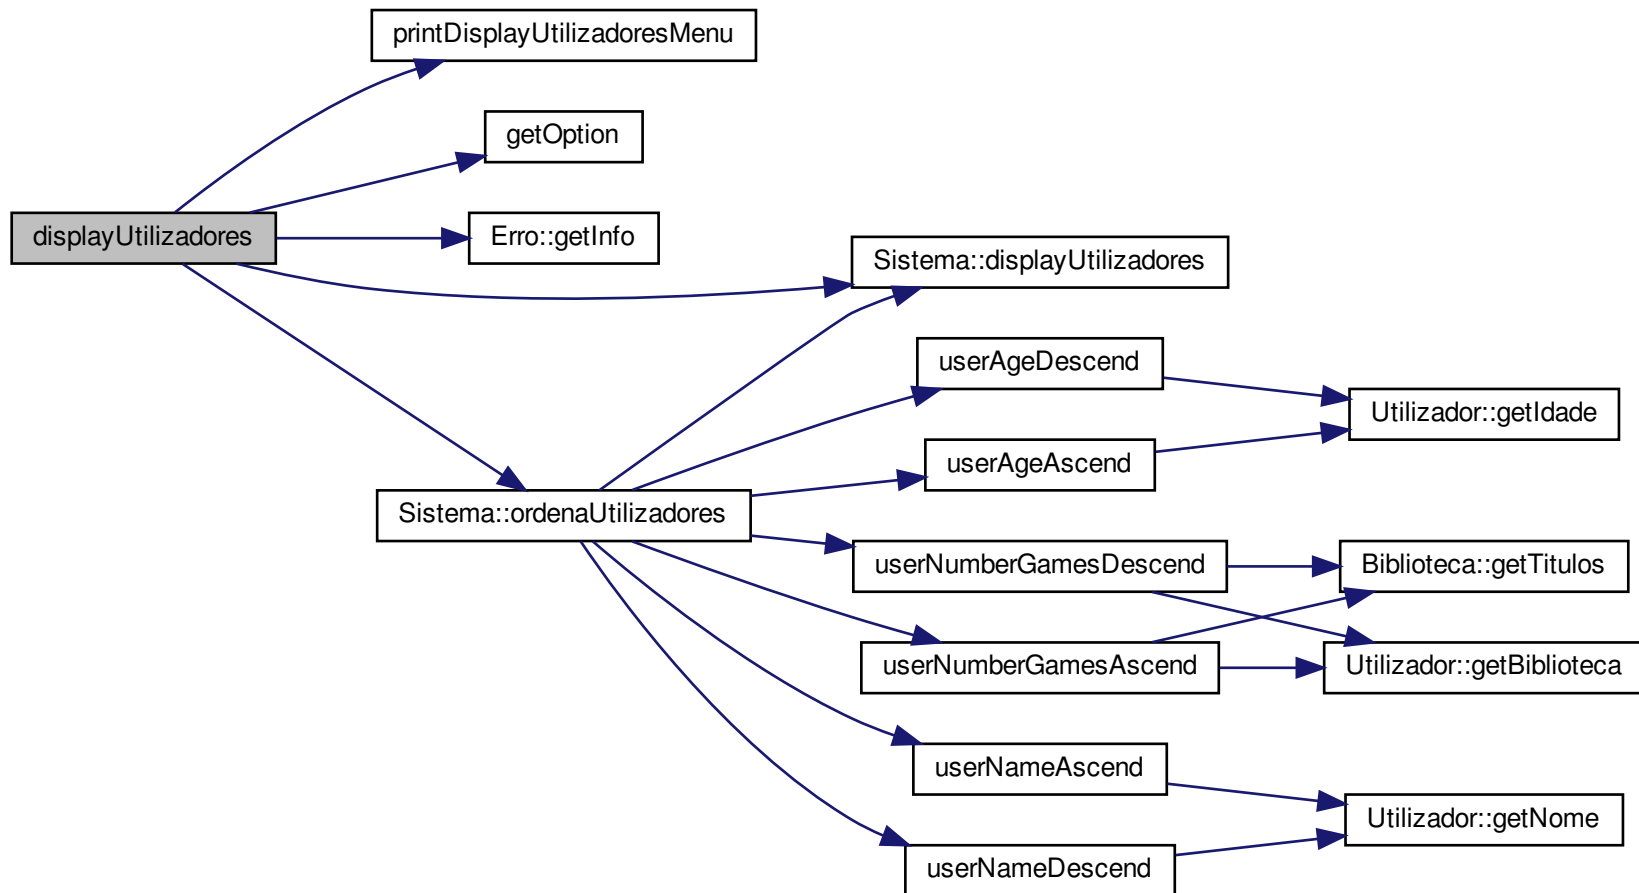 printDisplayUtilizadoresMenu
getOption
displayUtilizadores
Erro::getInfo
Sistema::displayUtilizadores
userAgeDescend
Utilizador::getIdade
userAgeAscend
Sistema::ordenaUtilizadores
userNumberGamesDescend
Biblioteca::getTitulos
userNumberGamesAscend
Utilizador::getBiblioteca
userNameAscend
Utilizador::getNome
userNameDescend